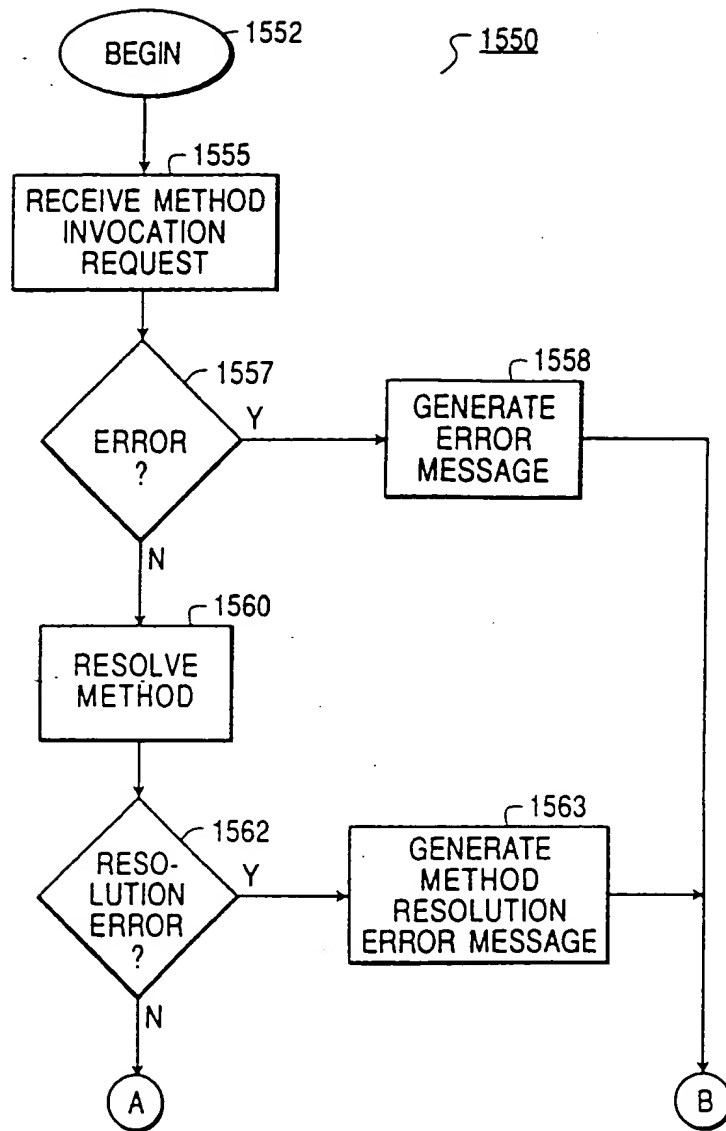 BEGIN
1552
1550
1555
RECEIVE METHOD
INVOCATION
REQUEST
1557
ERROR
?
Y
N
1558
GENERATE
ERROR
MESSAGE
1560
RESOLVE
METHOD
1562
RESO-
LUTION
ERROR
?
Y
N
1563
GENERATE
METHOD
RESOLUTION
ERROR MESSAGE
A
B